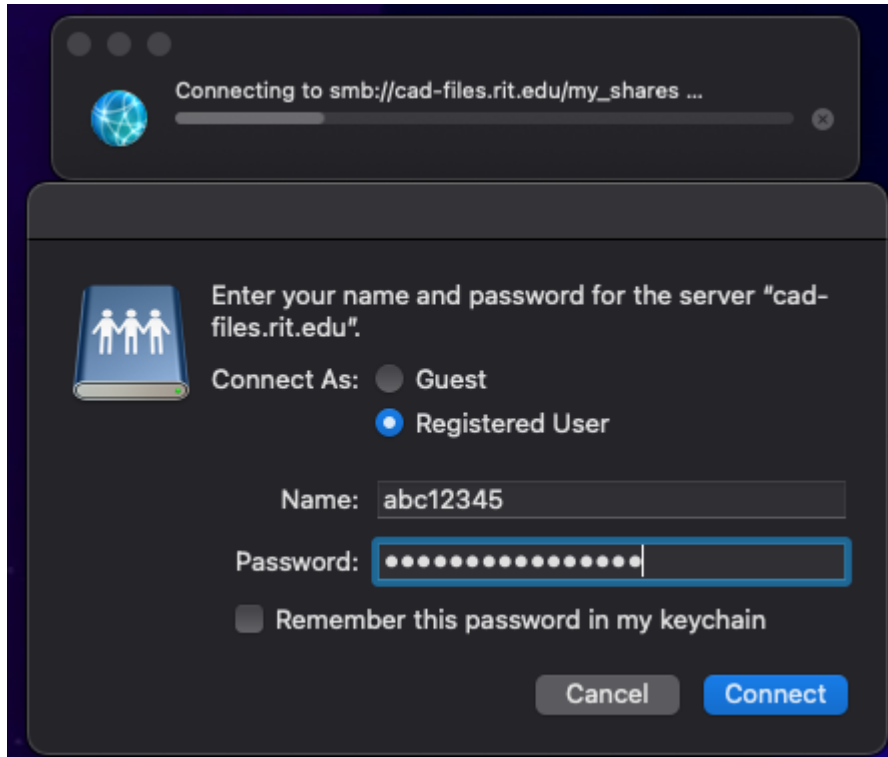 Connecting to smb://cad-files.rit.edu/my_shares ...
Enter your name and password for the server “cad-
files.rit.edu”.
Connect As: Guest
Registered User
Name: abc12345
Password: ••••••••••••••••
Remember this password in my keychain
Cancel Connect